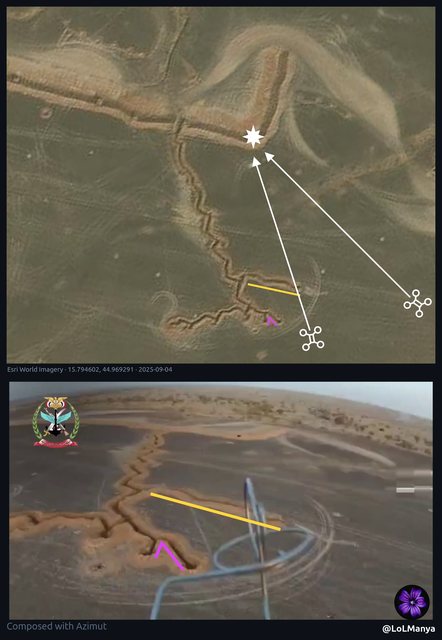 Esri World Imagery · 15.794602, 44.969291 · 2025-09-04
Composed with Azimut
@LoLManya